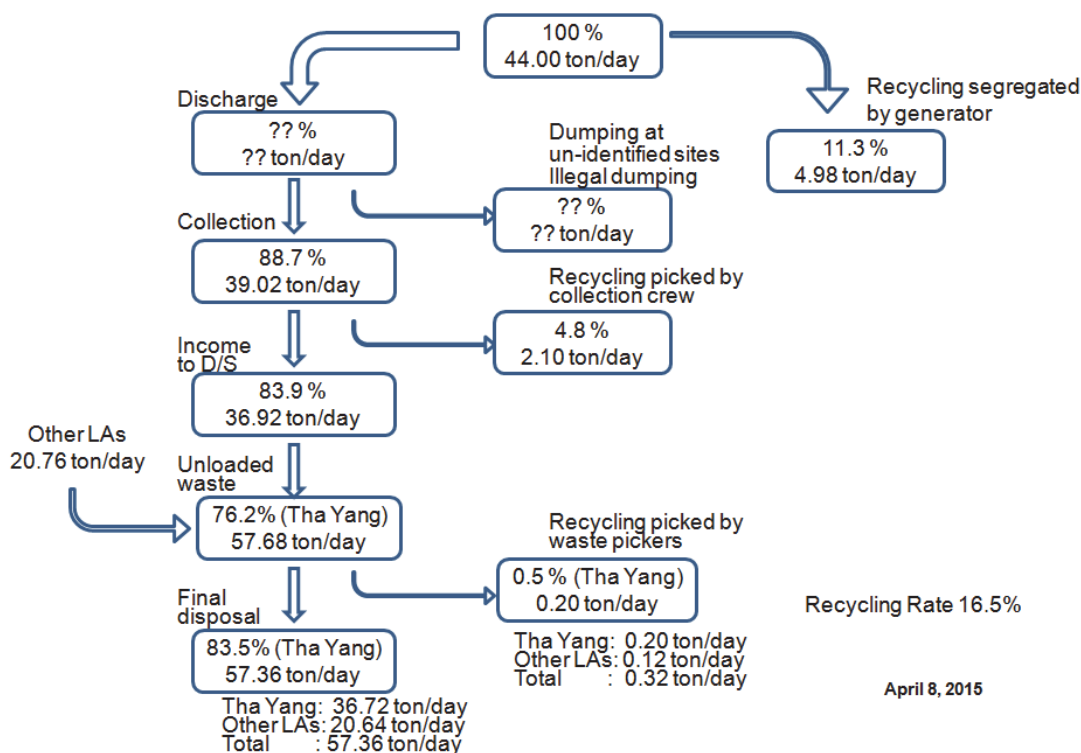 100 %
44.00 ton/day
Recycling segregated
by generator
11.3 %
4.98 ton/day
Discharge
?? %
?? ton/day
Dumping at
un-identified sites
Illegal dumping
?? %
?? ton/day
Collection
88.7 %
39.02 ton/day
Recycling picked by
collection crew
4.8 %
2.10 ton/day
Income
to D/S
83.9 %
36.92 ton/day
Other LAs
20.76 ton/day
Unloaded
waste
76.2% (Tha Yang)
57.68 ton/day
Recycling picked by
waste pickers
0.5 % (Tha Yang)
0.20 ton/day
Tha Yang: 0.20 ton/day
Other LAs: 0.12 ton/day
Total : 0.32 ton/day
Recycling Rate 16.5%
Final
disposal
83.5% (Tha Yang)
57.36 ton/day
Tha Yang: 36.72 ton/day
Other LAs: 20.64 ton/day
Total : 57.36 ton/day
April 8, 2015